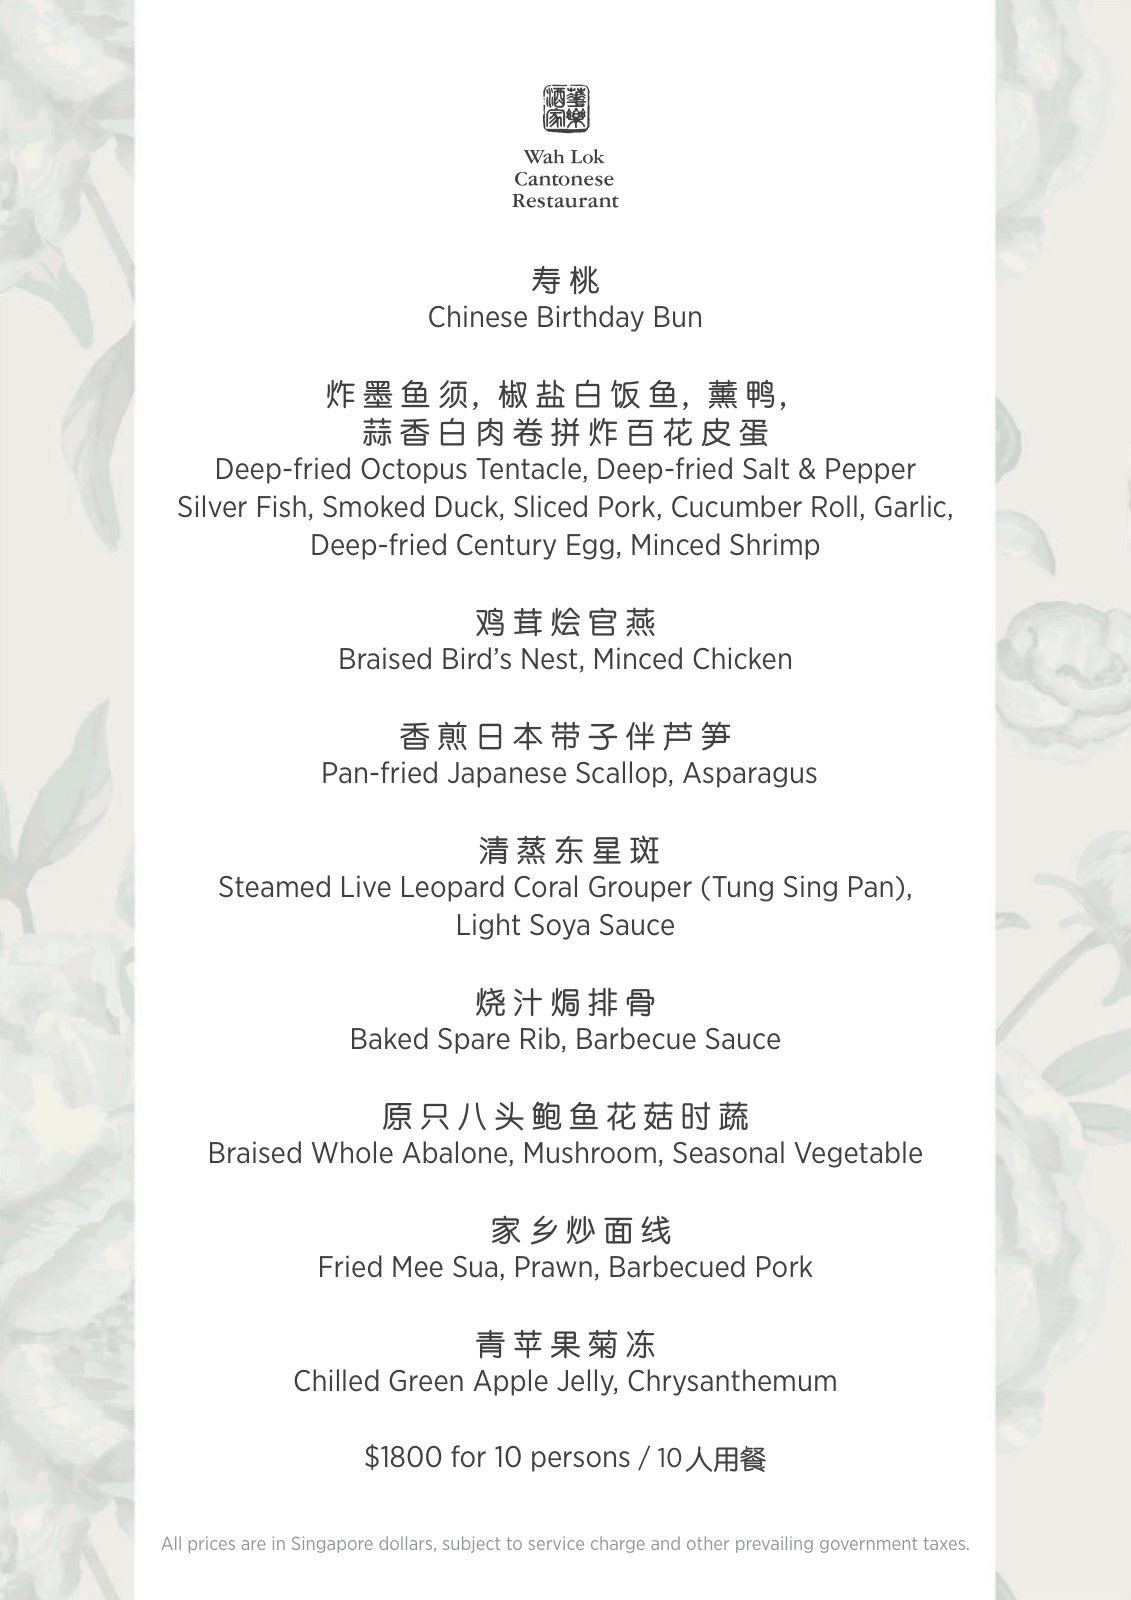 華樂
酒家
Wah Lok
Cantonese
Restaurant
寿桃
Chinese Birthday Bun
炸墨鱼须, 椒盐白饭鱼, 薰鸭,
蒜香白肉卷拼炸百花皮蛋
Deep-fried Octopus Tentacle, Deep-fried Salt & Pepper
Silver Fish, Smoked Duck, Sliced Pork, Cucumber Roll, Garlic,
Deep-fried Century Egg, Minced Shrimp
鸡茸烩官燕
Braised Bird’s Nest, Minced Chicken
香煎日本带子伴芦笋
Pan-fried Japanese Scallop, Asparagus
清蒸东星斑
Steamed Live Leopard Coral Grouper (Tung Sing Pan),
Light Soya Sauce
烧汁焗排骨
Baked Spare Rib, Barbecue Sauce
原只八头鲍鱼花菇时蔬
Braised Whole Abalone, Mushroom, Seasonal Vegetable
家乡炒面线
Fried Mee Sua, Prawn, Barbecued Pork
青苹果菊冻
Chilled Green Apple Jelly, Chrysanthemum
$1800 for 10 persons / 10人用餐
All prices are in Singapore dollars, subject to service charge and other prevailing government taxes.